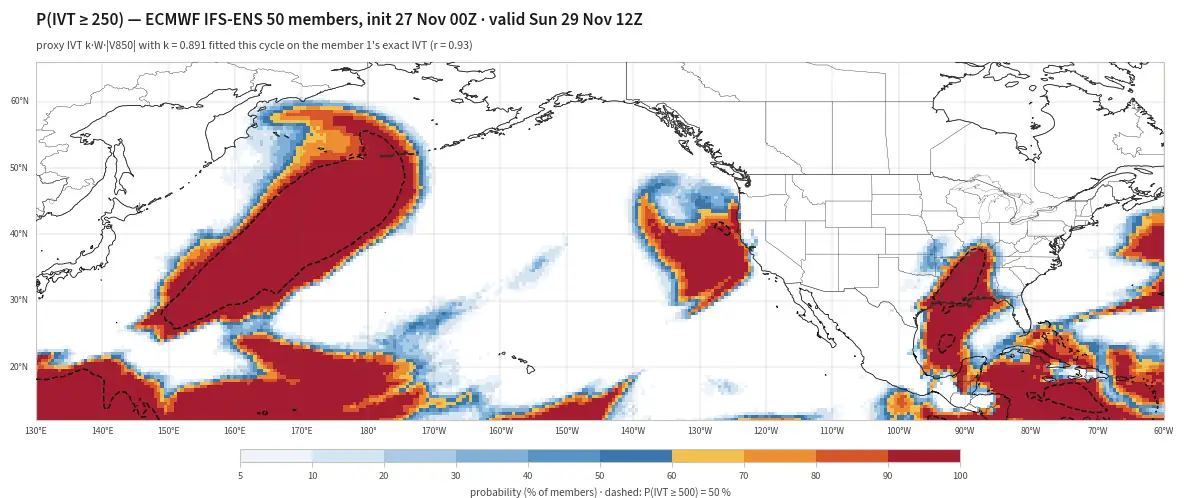 P(IVT ≥ 250) — ECMWF IFS-ENS 50 members, init 27 Nov 00Z · valid Sun 29 Nov 12Z
proxy IVT k·W·|V850| with k = 0.891 fitted this cycle on the member 1's exact IVT (r = 0.93)
60°N
50°N
40°N
30°N
20°N
130°E 140°E 150°E 160°E 170°E 180° 170°W 160°W 150°W 140°W 130°W 120°W 110°W 100°W 90°W 80°W 70°W 60°W
5 10 20 30 40 50 60 70 80 90 100
probability (% of members) · dashed: P(IVT ≥ 500) = 50 %